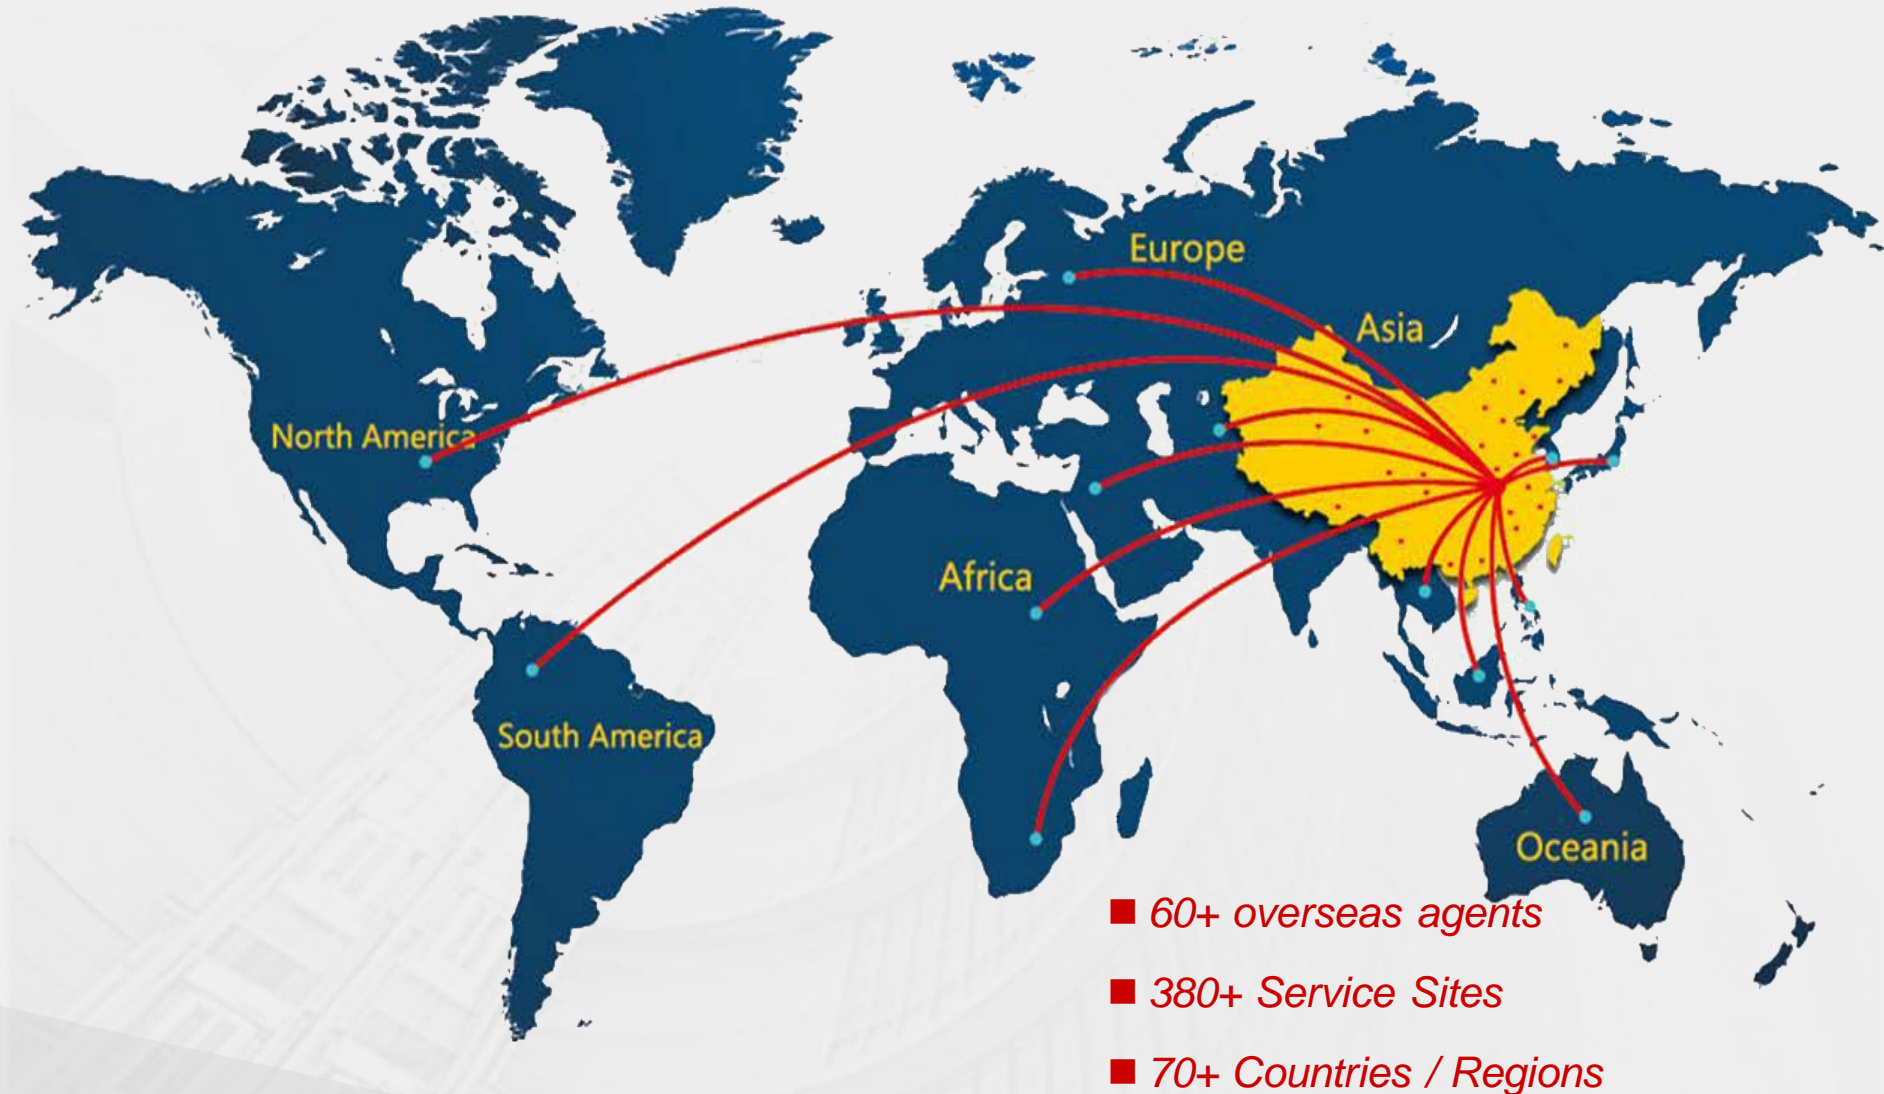 Europe
Asia
North America
Africa
South America
Oceania
60+ overseas agents
380+ Service Sites
70+ Countries / Regions